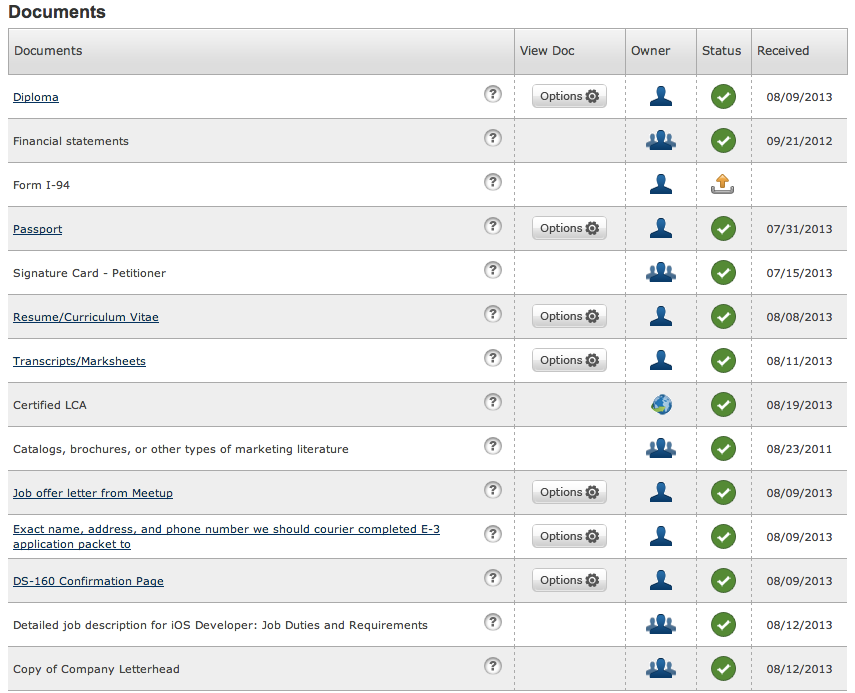 Documents
Documents View Doc Owner Status Received
Diploma ? Options 08/09/2013
Financial statements ? 09/21/2012
Form I-94 ?
Passport ? Options 07/31/2013
Signature Card - Petitioner ? 07/15/2013
Resume/Curriculum Vitae ? Options 08/08/2013
Transcripts/Marksheets ? Options 08/11/2013
Certified LCA ? 08/19/2013
Catalogs, brochures, or other types of marketing literature ? 08/23/2011
Job offer letter from Meetup ? Options 08/09/2013
Exact name, address, and phone number we should courier completed E-3
application packet to ? Options 08/09/2013
DS-160 Confirmation Page ? Options 08/09/2013
Detailed job description for iOS Developer: Job Duties and Requirements ? 08/12/2013
Copy of Company Letterhead ? 08/12/2013